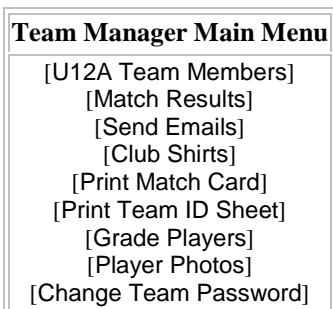 Team Manager Main Menu
[U12A Team Members]
[Match Results]
[Send Emails]
[Club Shirts]
[Print Match Card]
[Print Team ID Sheet]
[Grade Players]
[Player Photos]
[Change Team Password]